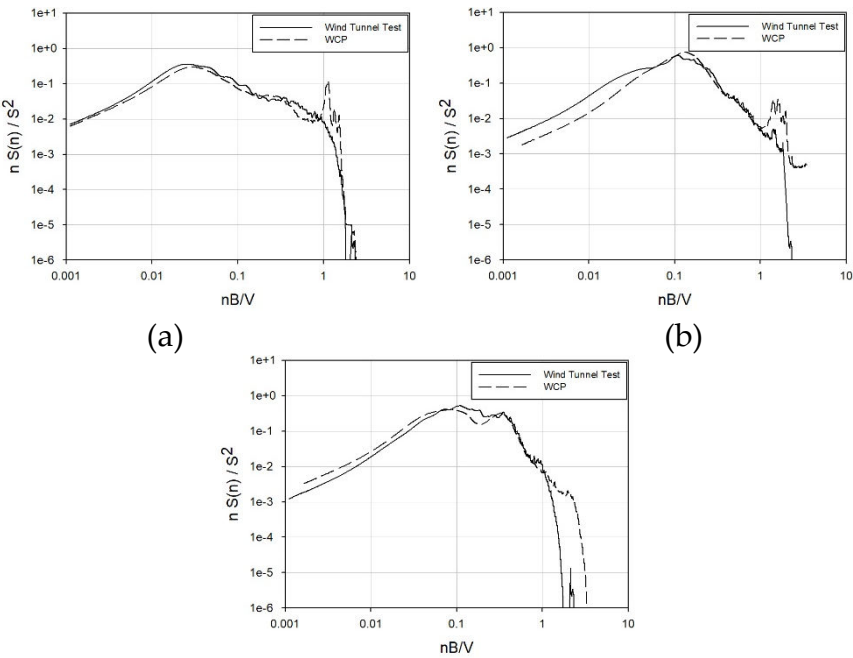 1e+1
1e+0
1e-1
1e-2
1e-3
1e-4
1e-5
1e-6
n S(n) / S²
0.001 0.01 0.1 1 10
nB/V
Wind Tunnel Test
WCP
(a)
1e+1
1e+0
1e-1
1e-2
1e-3
1e-4
1e-5
1e-6
n S(n) / S²
0.001 0.01 0.1 1 10
nB/V
Wind Tunnel Test
WCP
(b)
1e+1
1e+0
1e-1
1e-2
1e-3
1e-4
1e-5
1e-6
n S(n) / S²
0.001 0.01 0.1 1 10
nB/V
Wind Tunnel Test
WCP